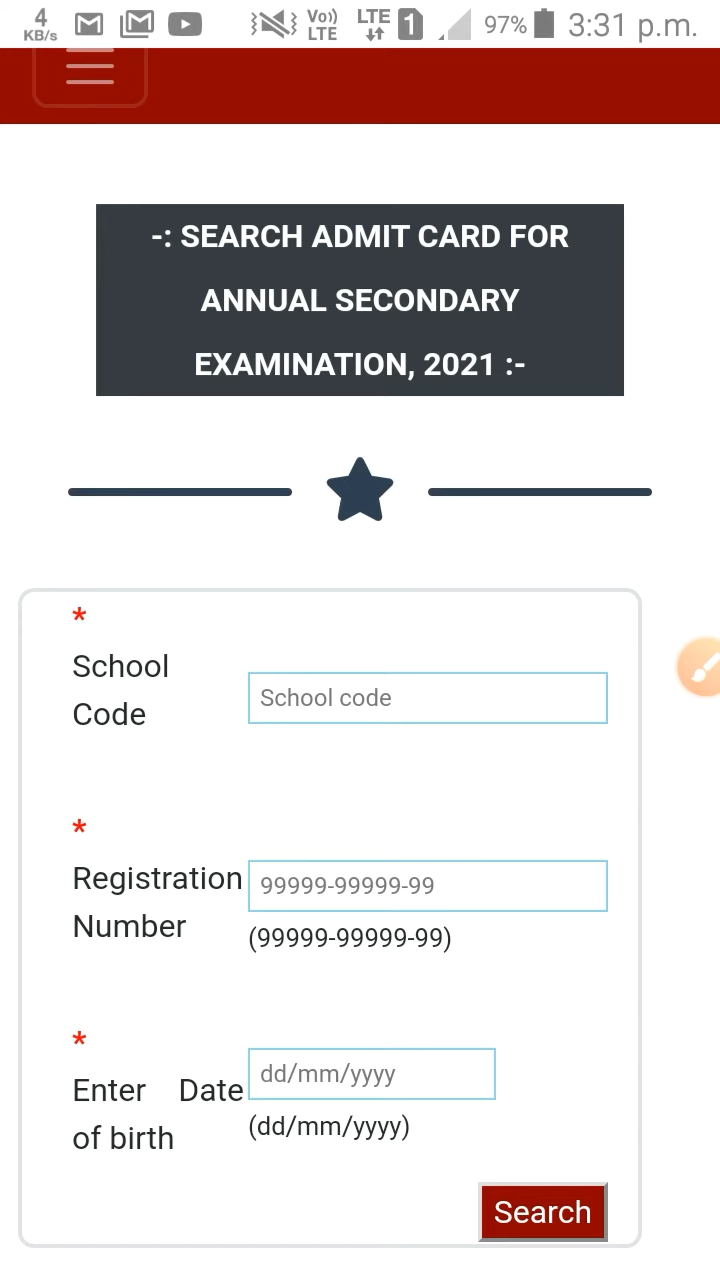 4
KB/s
Vo))
LTE
LTE
1
97%
3:31 p.m.
-: SEARCH ADMIT CARD FOR
ANNUAL SECONDARY
EXAMINATION, 2021 :-
*
School
Code
School code
*
Registration
Number
99999-99999-99
(99999-99999-99)
*
Enter Date
of birth
dd/mm/yyyy
(dd/mm/yyyy)
Search